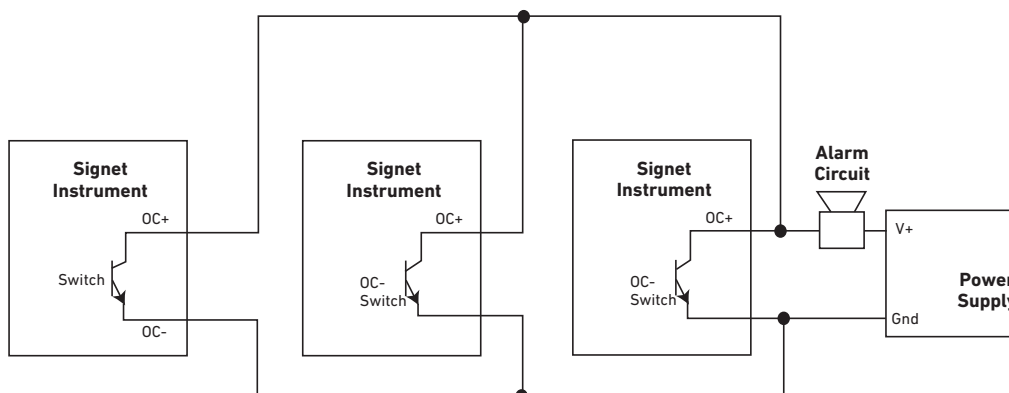 Signet
Instrument
OC+
Switch
OC-
Signet
Instrument
OC+
OC-
Switch
Signet
Instrument
OC+
OC-
Switch
Alarm
Circuit
V+
Power
Supply
Gnd